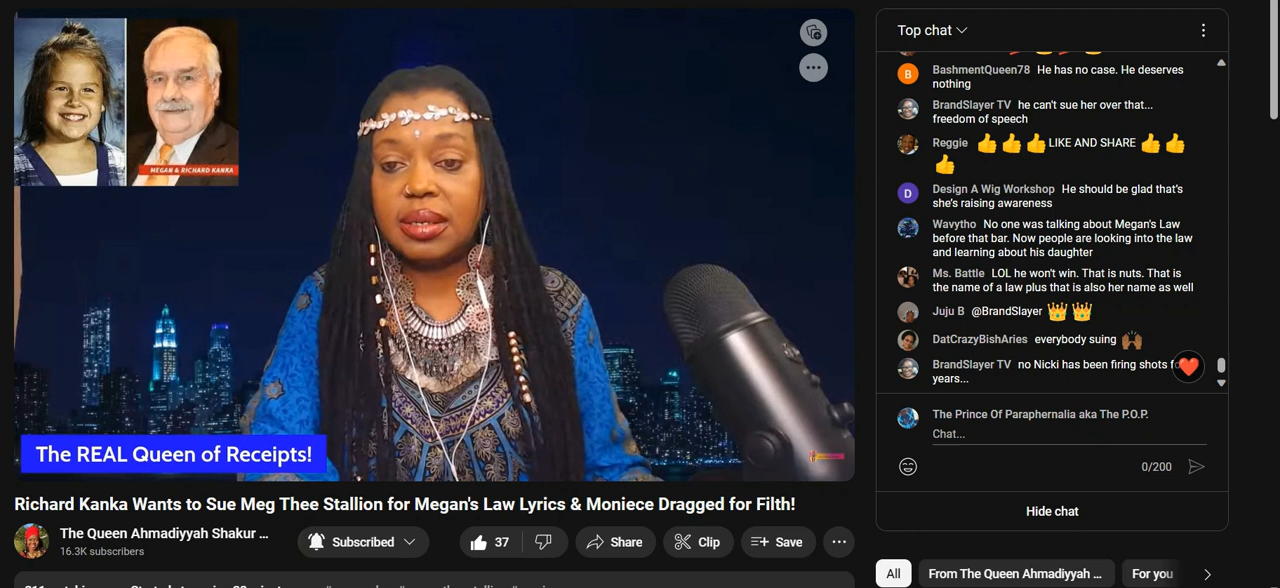 MEGAN & RICHARD KANKA
The REAL Queen of Receipts!
Richard Kanka Wants to Sue Meg Thee Stallion for Megan's Law Lyrics & Moniece Dragged for Filth!
The Queen Ahmadiyyah Shakur ...
16.3K subscribers
Subscribed
37
Share
Clip
Save
Top chat
B
BashmentQueen78 He has no case. He deserves
nothing
BrandSlayer TV he can't sue her over that...
freedom of speech
Reggie 👍👍👍LIKE AND SHARE 👍👍
👍
D
Design A Wig Workshop He should be glad that's
she's raising awareness
Wavytho No one was talking about Megan's Law
before that bar. Now people are looking into the law
and learning about his daughter
Ms. Battle LOL he won't win. That is nuts. That is
the name of a law plus that is also her name as well
Juju B @BrandSlayer 👑👑
DatCrazyBishAries everybody suing 🙌🏾
BrandSlayer TV no Nicki has been firing shots
years...
The Prince Of Paraphernalia aka The P.O.P.
Chat...
0/200
Hide chat
All
From The Queen Ahmadiyyah ...
For you